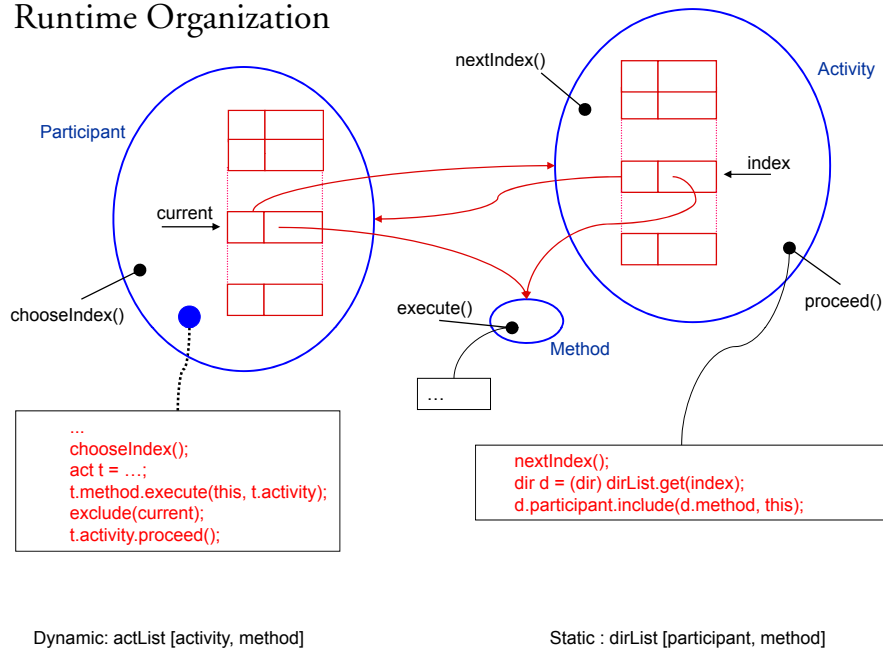 Runtime Organization
nextIndex()
Activity
Participant
index
current
chooseIndex()
execute()
proceed()
Method
…
...
chooseIndex();
act t = …;
t.method.execute(this, t.activity);
exclude(current);
t.activity.proceed();
nextIndex();
dir d = (dir) dirList.get(index);
d.participant.include(d.method, this);
Dynamic: actList [activity, method]
Static : dirList [participant, method]